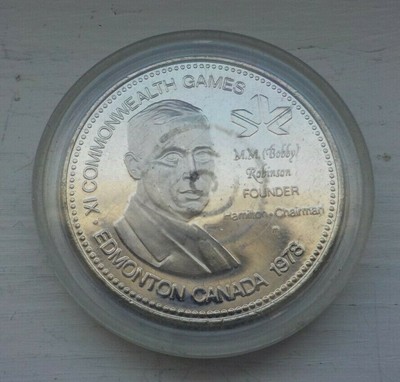 XI COMMONWEALTH GAMES
M.M. (Bobby)
Robinson
FOUNDER
Hamilton - Chairman
EDMONTON CANADA 1978